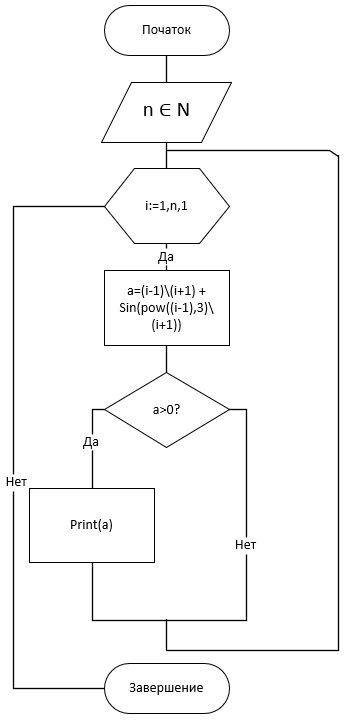 Початок
n ∈ N
i:=1,n,1
Да
a=(i-1)\(i+1) +
Sin(pow((i-1),3)\
(i+1))
a>0?
Да
Нет
Print(a)
Нет
Завершение